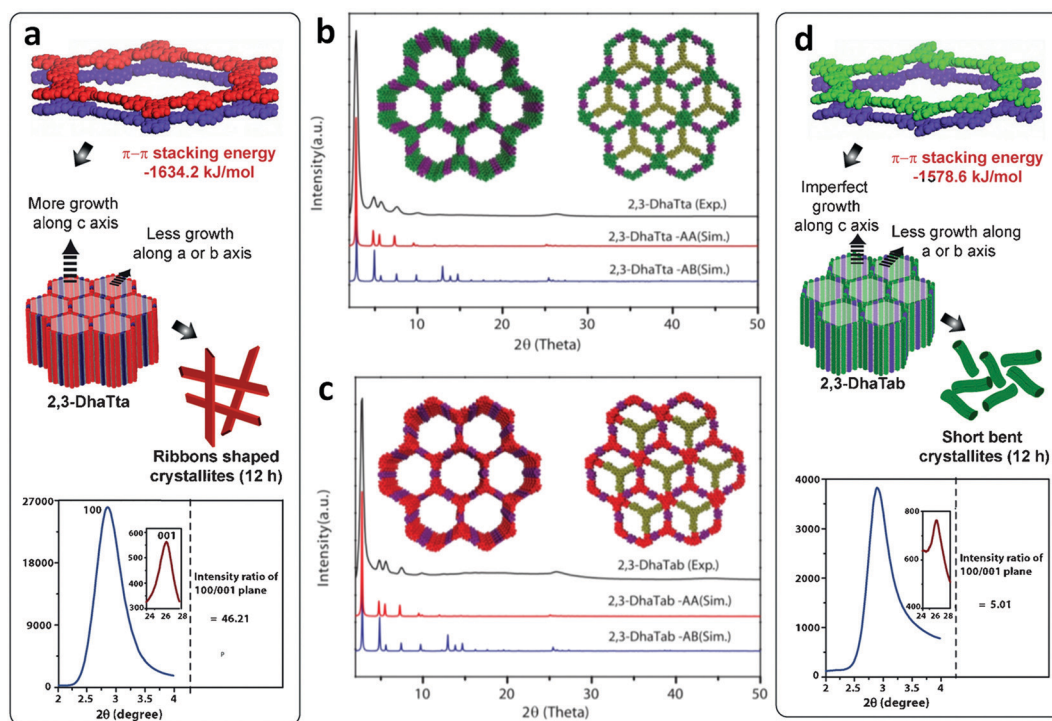 a
π–π stacking energy
-1634.2 kJ/mol
More growth
along c axis
Less growth
along a or b axis
2,3-DhaTta
Ribbons shaped
crystallites (12 h)
27000
18000
9000
0
100
600
500
400
300
001
24 26 28
Intensity ratio of
100/001 plane
= 46.21
P
2 2.5 3 3.5 4
2θ (degree)
b
Intensity(a.u.)
2,3-DhaTta (Exp.)
2,3-DhaTta -AA(Sim.)
2,3-DhaTta -AB(Sim.)
10 20 30 40 50
2θ (Theta)
c
Intensity(a.u.)
2,3-DhaTab (Exp.)
2,3-DhaTab -AA(Sim.)
2,3-DhaTab -AB(Sim.)
10 20 30 40 50
2θ (Theta)
d
π–π stacking energy
-1578.6 kJ/mol
Imperfect
growth
along c axis
Less growth along
a or b axis
2,3-DhaTab
Short bent
crystallites (12 h)
4000
3000
2000
1000
0
800
600
400
24 26 28
Intensity ratio of
100/001 plane
= 5.01
2 2.5 3 3.5 4
2θ (degree)